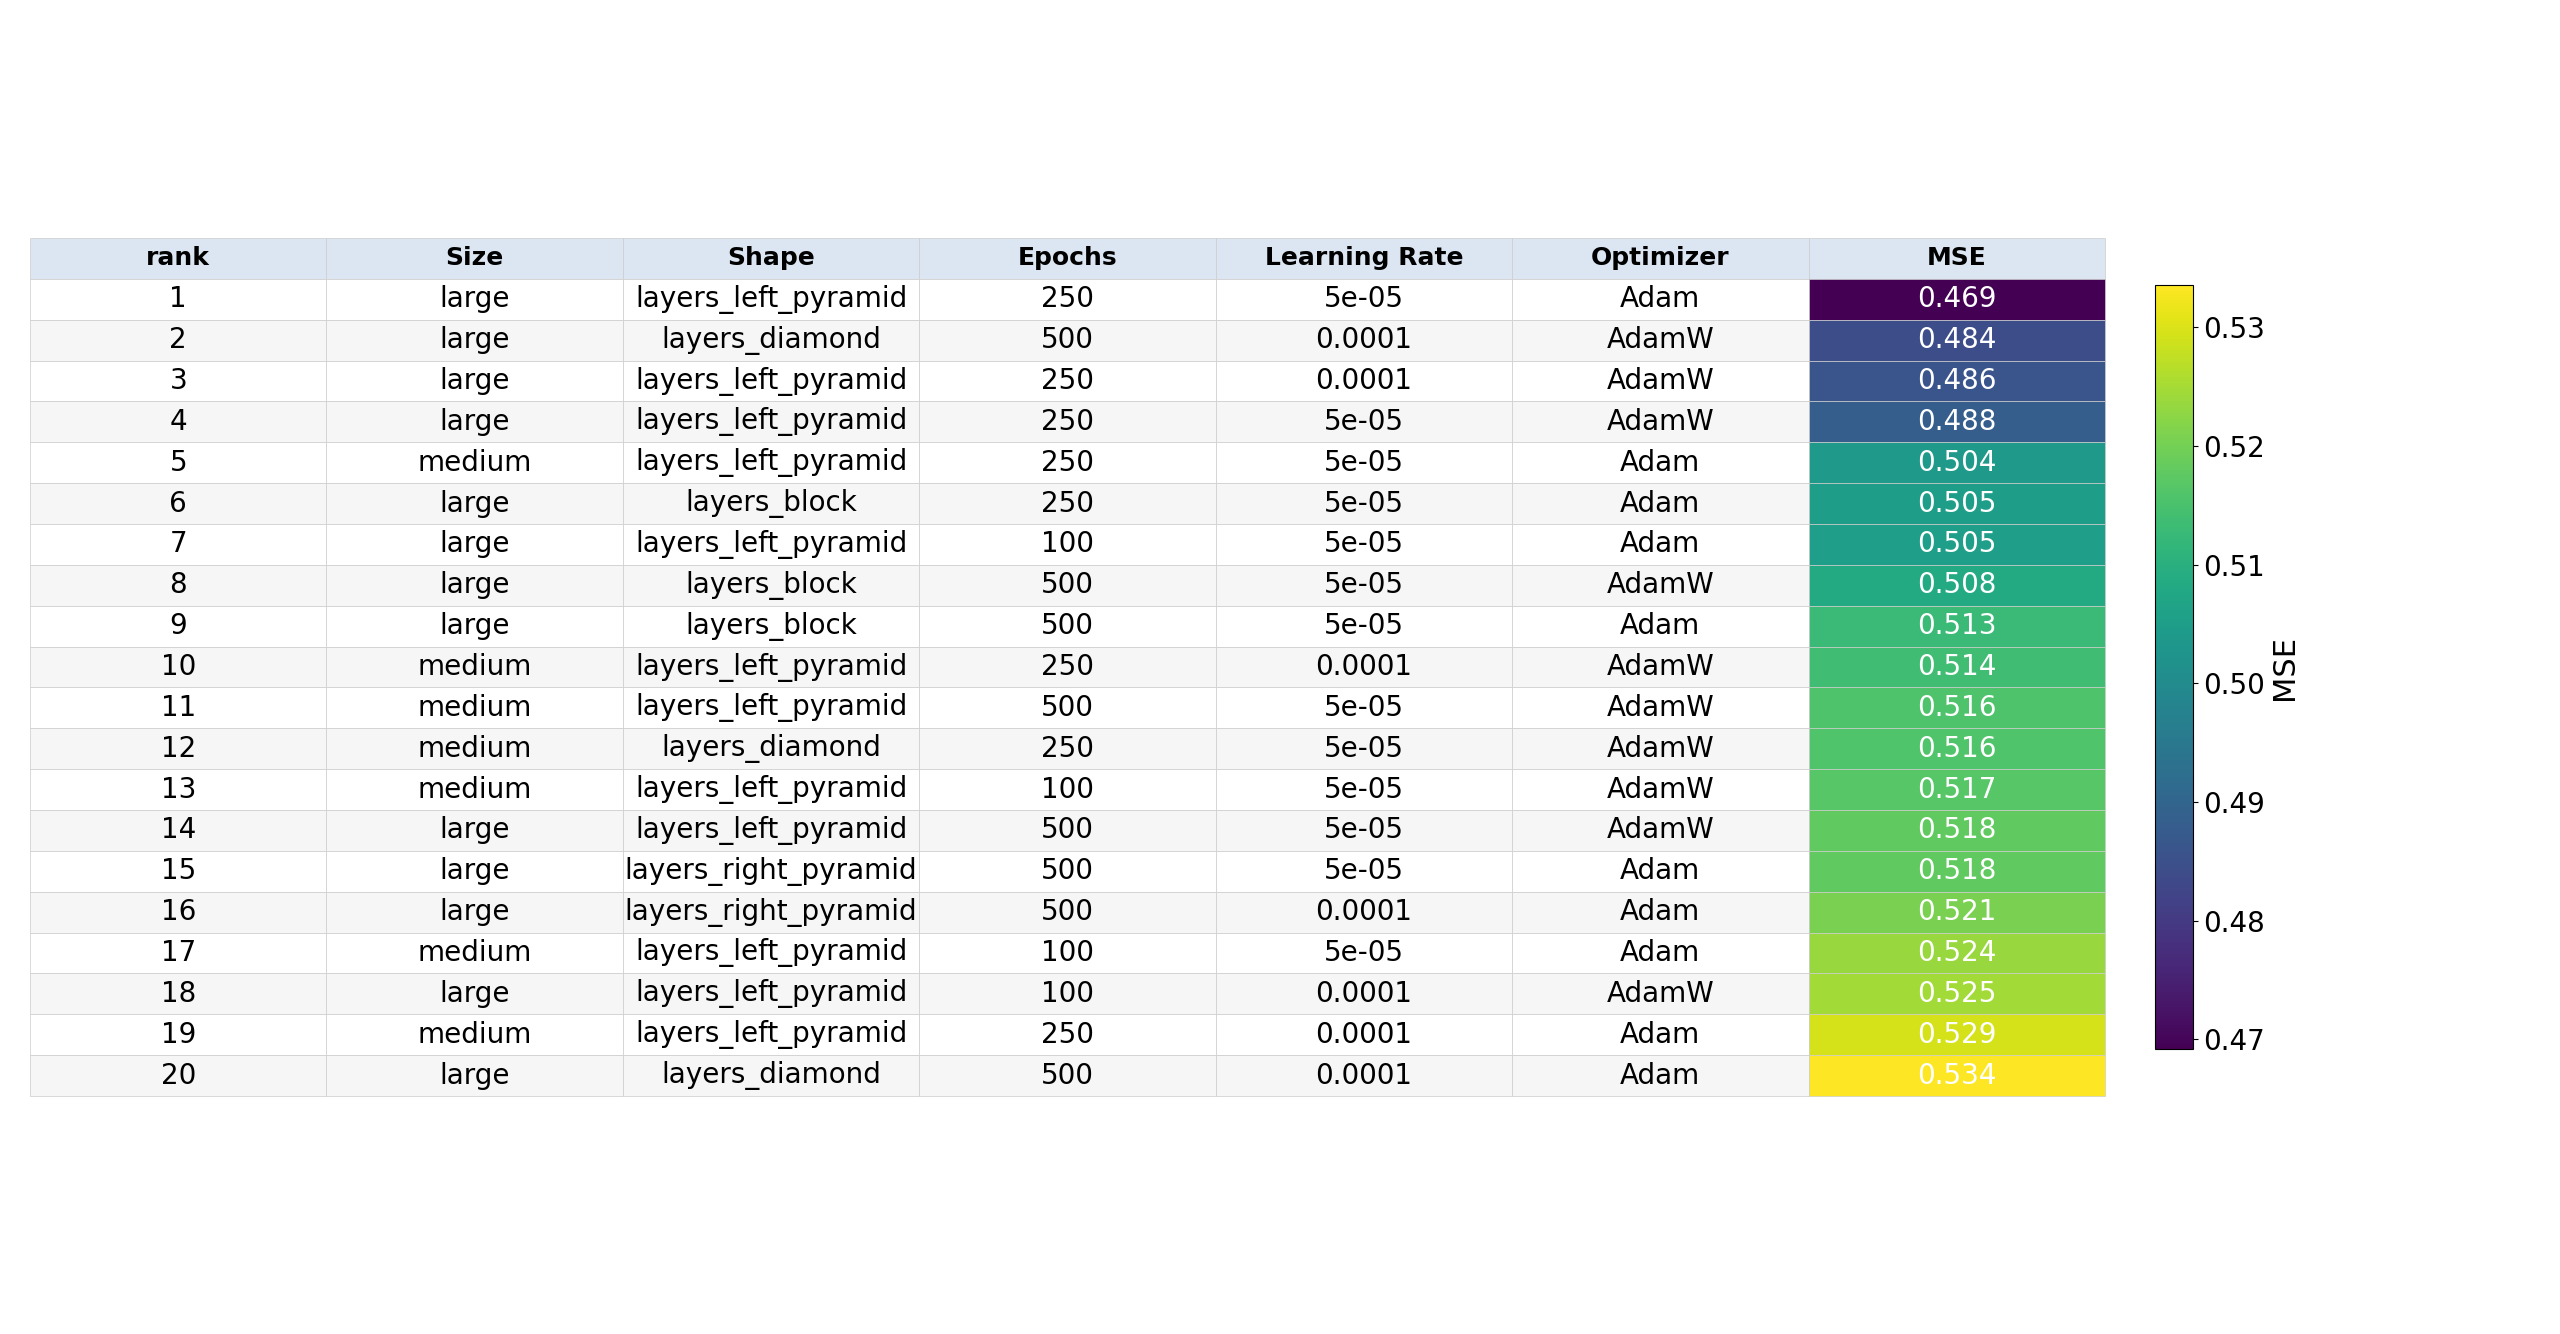 rank Size Shape Epochs Learning Rate Optimizer MSE
1 large layers_left_pyramid 250 5e-05 Adam 0.469
2 large layers_diamond 500 0.0001 AdamW 0.484
3 large layers_left_pyramid 250 0.0001 AdamW 0.486
4 large layers_left_pyramid 250 5e-05 AdamW 0.488
5 medium layers_left_pyramid 250 5e-05 Adam 0.504
6 large layers_block 250 5e-05 Adam 0.505
7 large layers_left_pyramid 100 5e-05 Adam 0.505
8 large layers_block 500 5e-05 AdamW 0.508
9 large layers_block 500 5e-05 Adam 0.513
10 medium layers_left_pyramid 250 0.0001 AdamW 0.514
11 medium layers_left_pyramid 500 5e-05 AdamW 0.516
12 medium layers_diamond 250 5e-05 AdamW 0.516
13 medium layers_left_pyramid 100 5e-05 AdamW 0.517
14 large layers_left_pyramid 500 5e-05 AdamW 0.518
15 large layers_right_pyramid 500 5e-05 Adam 0.518
16 large layers_right_pyramid 500 0.0001 Adam 0.521
17 medium layers_left_pyramid 100 5e-05 Adam 0.524
18 large layers_left_pyramid 100 0.0001 AdamW 0.525
19 medium layers_left_pyramid 250 0.0001 Adam 0.529
20 large layers_diamond 500 0.0001 Adam 0.534
0.53
0.52
0.51
0.50
0.49
0.48
0.47
MSE